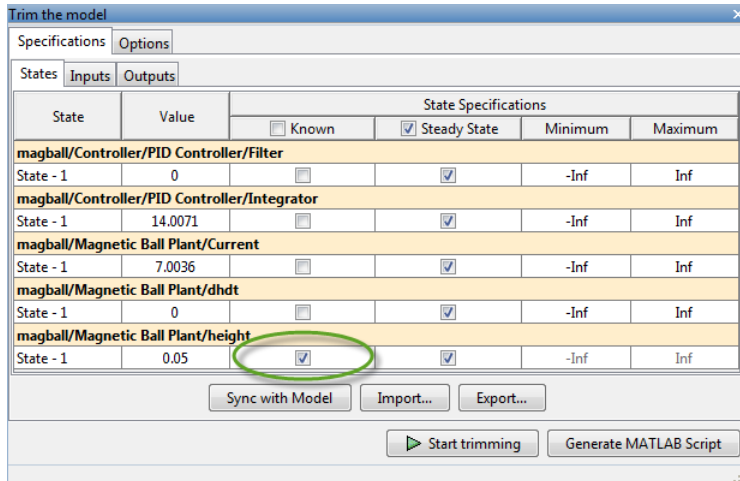 Trim the model
Specifications Options
States Inputs Outputs
State Value State Specifications
Known Steady State Minimum Maximum
magball/Controller/PID Controller/Filter
State - 1 0 -Inf Inf
magball/Controller/PID Controller/Integrator
State - 1 14.0071 -Inf Inf
magball/Magnetic Ball Plant/Current
State - 1 7.0036 -Inf Inf
magball/Magnetic Ball Plant/dhdt
State - 1 0 -Inf Inf
magball/Magnetic Ball Plant/height
State - 1 0.05 -Inf Inf
Sync with Model Import... Export...
Start trimming Generate MATLAB Script